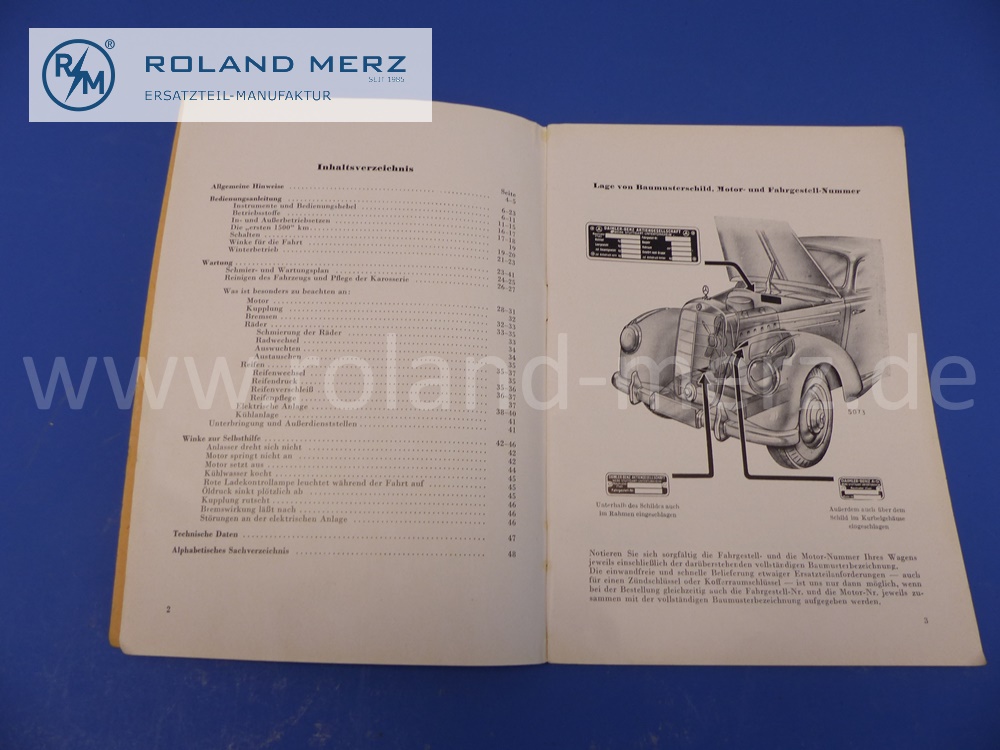 R M ®
ROLAND MERZ
SEIT 1985
ERSATZTEIL-MANUFAKTUR
www.roland-merz.de
Inhaltsverzeichnis
Seite
Allgemeine Hinweise 4–5
Bedienungsanleitung 6–23
Instrumente und Bedienungshebel 6–11
Betriebsstoffe 11–15
In- und Außerbetriebsetzen 16–17
Die „ersten 1500“ km 17–18
Schalten 19
Winke für die Fahrt 19–20
Winterbetrieb 21–23
Wartung 23–41
Schmier- und Wartungsplan 24–25
Reinigen des Fahrzeugs und Pflege der Karosserie 26–27
Was ist besonders zu beachten an:
Motor 28–31
Kupplung 32
Bremsen 32–33
Räder 33–35
Schmierung der Räder 33
Radwechsel 34
Auswuchten 34
Austauschen 34
Reifen 35–37
Reifenwechsel 35
Reifendruck 35–36
Reifenverschleiß 36–37
Reifenpflege 37
Elektrische Anlage 38–40
Kühlanlage 41
Unterbringung und Außerdienststellen 41
Winke zur Selbsthilfe 42–46
Anlasser dreht sich nicht 42
Motor springt nicht an 42
Motor setzt aus 44
Kühlwasser kocht 45
Rote Ladekontrollampe leuchtet während der Fahrt auf 45
Öldruck sinkt plötzlich ab 45
Kupplung rutscht 46
Bremswirkung läßt nach 46
Störungen an der elektrischen Anlage 46
Technische Daten 47
Alphabetisches Sachverzeichnis 48
2
Lage von Baumusterschild, Motor- und Fahrgestell-Nummer
DAIMLER-BENZ AKTIENGESELLSCHAFT
5071
DAIMLER-BENZ A.G.
Unterhalb des Schildes auch
im Rahmen eingeschlagen
Außerdem auch über dem
Schild im Kurbelgehäuse
eingeschlagen
Notieren Sie sich sorgfältig die Fahrgestell- und die Motor-Nummer Ihres Wagens
jeweils einschließlich der darüberstehenden vollständigen Baumusterbezeichnung.
Die einwandfreie und schnelle Belieferung etwaiger Ersatzteilanforderungen — auch
für einen Zündschlüssel oder Kofferraumschlüssel — ist uns nur dann möglich, wenn
bei der Bestellung gleichzeitig auch die Fahrgestell-Nr. und die Motor-Nr. jeweils zu-
sammen mit der vollständigen Baumusterbezeichnung aufgegeben werden.
3